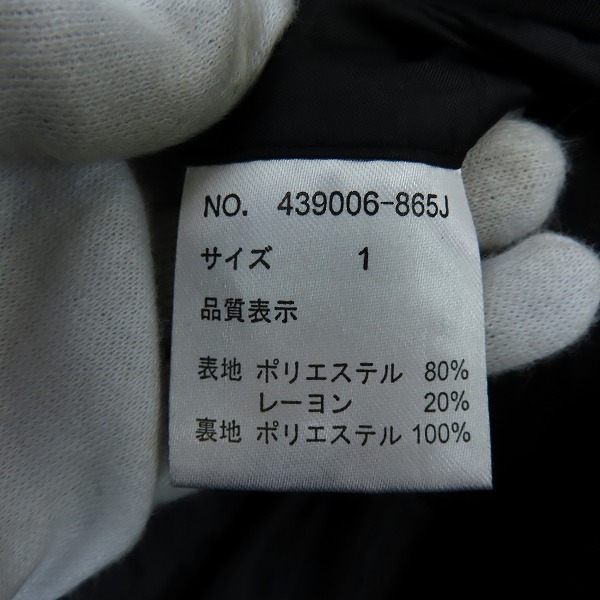 NO. 439006-865J
サイズ 1
品質表示
表地 ポリエステル 80%
レーヨン 20%
裏地 ポリエステル 100%